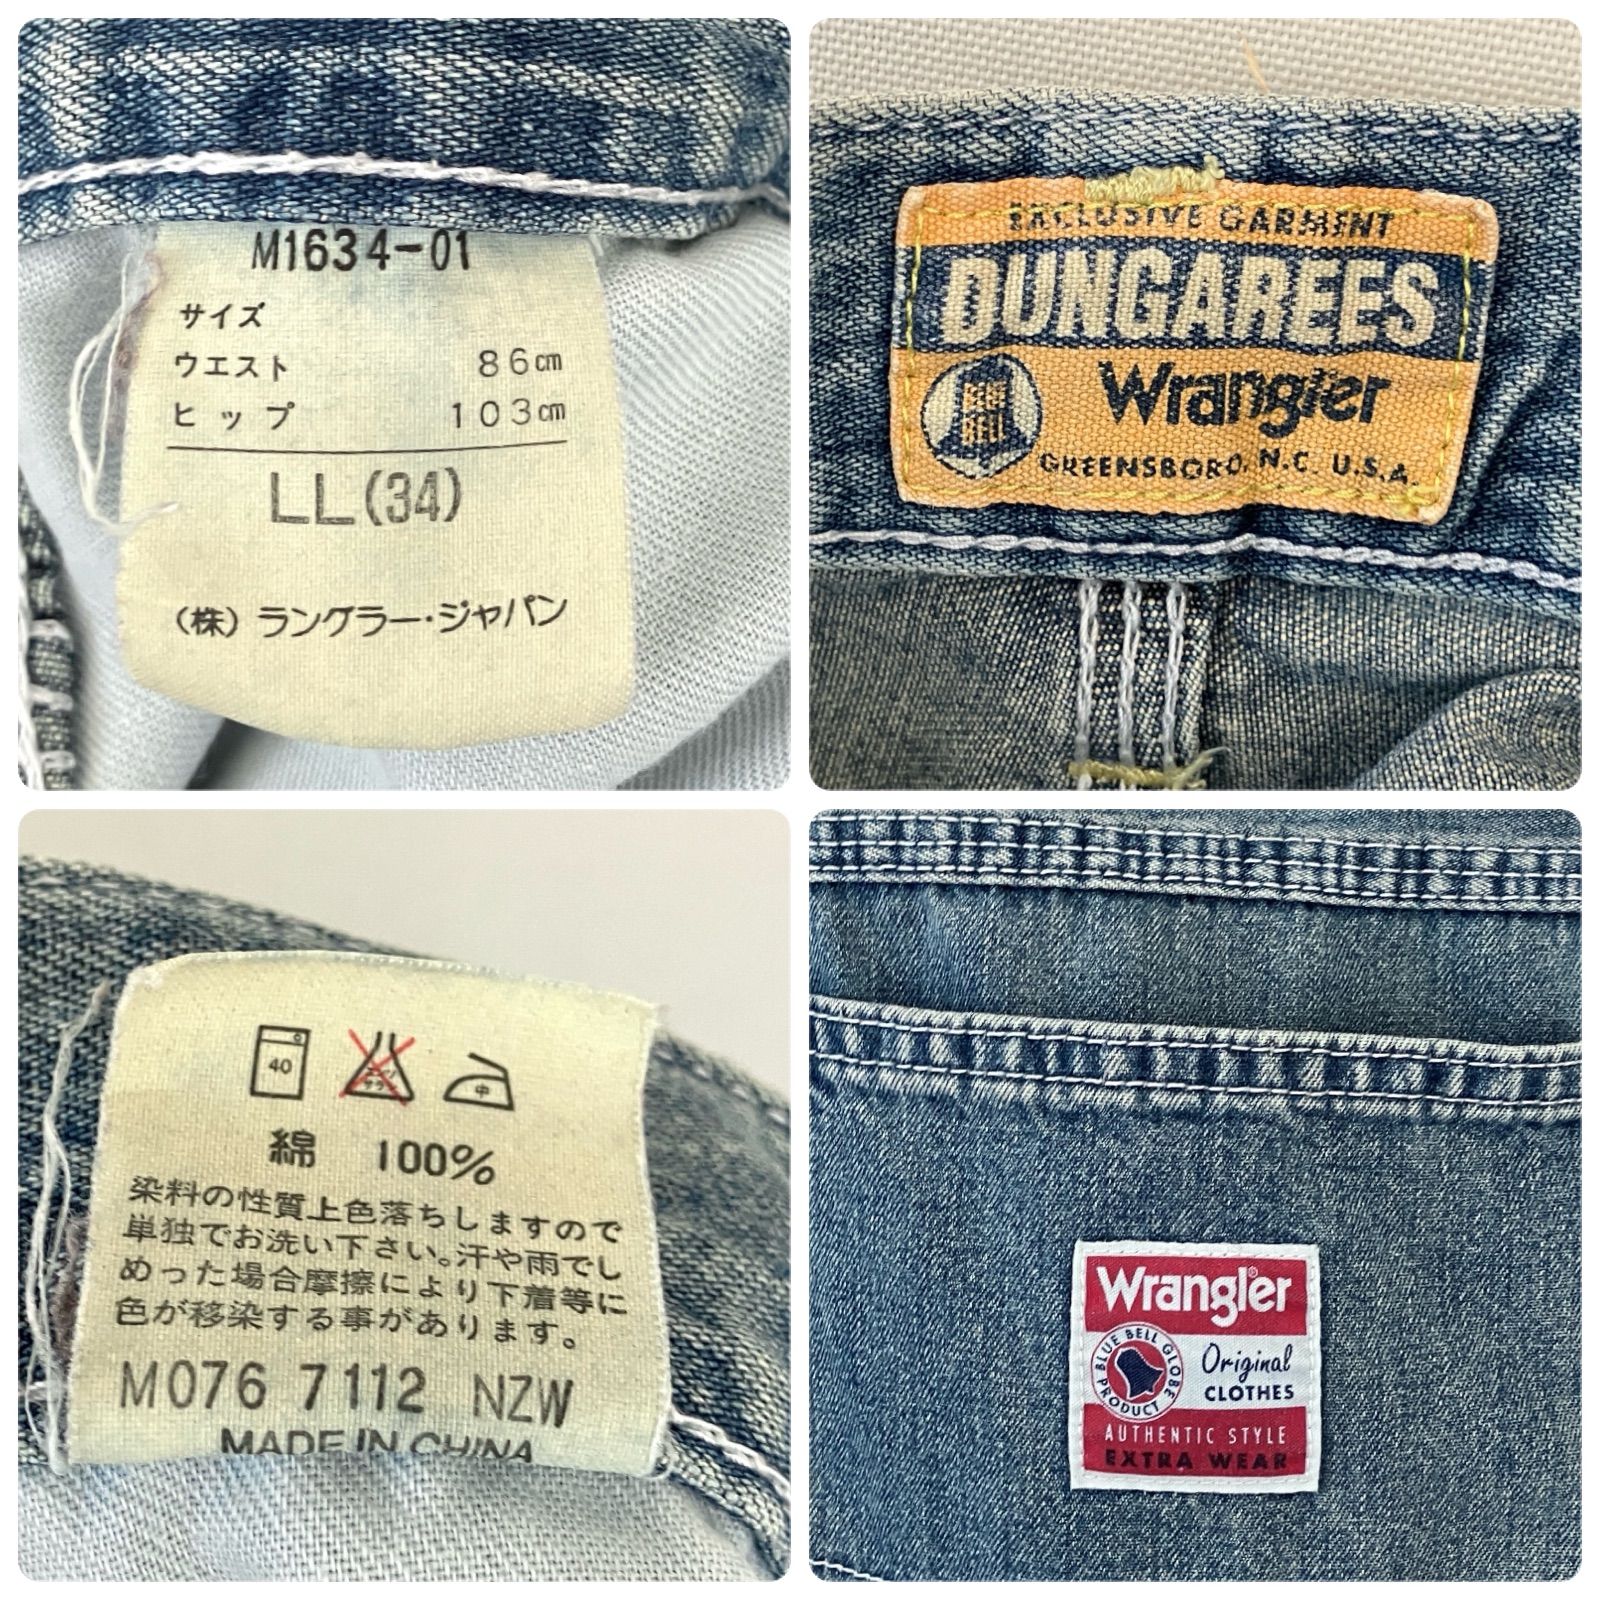 M1634-01
サイズ
ウエスト 86cm
ヒップ 103cm
LL(34)
(株)ラングラー・ジャパン
EXCLUSIVE GARMENT
DUNGAREES
BLUE BELL
Wrangler
GREENSBORO, N.C. U.S.A.
40
中
綿 100%
染料の性質上色落ちしますので
単独でお洗い下さい。汗や雨でし
めった場合摩擦により下着等に
色が移染する事があります。
M076 7112 NZW
MADE IN CHINA
Wrangler®
BLUE BELL GLOBE PRODUCT
Original
CLOTHES
AUTHENTIC STYLE
EXTRA WEAR